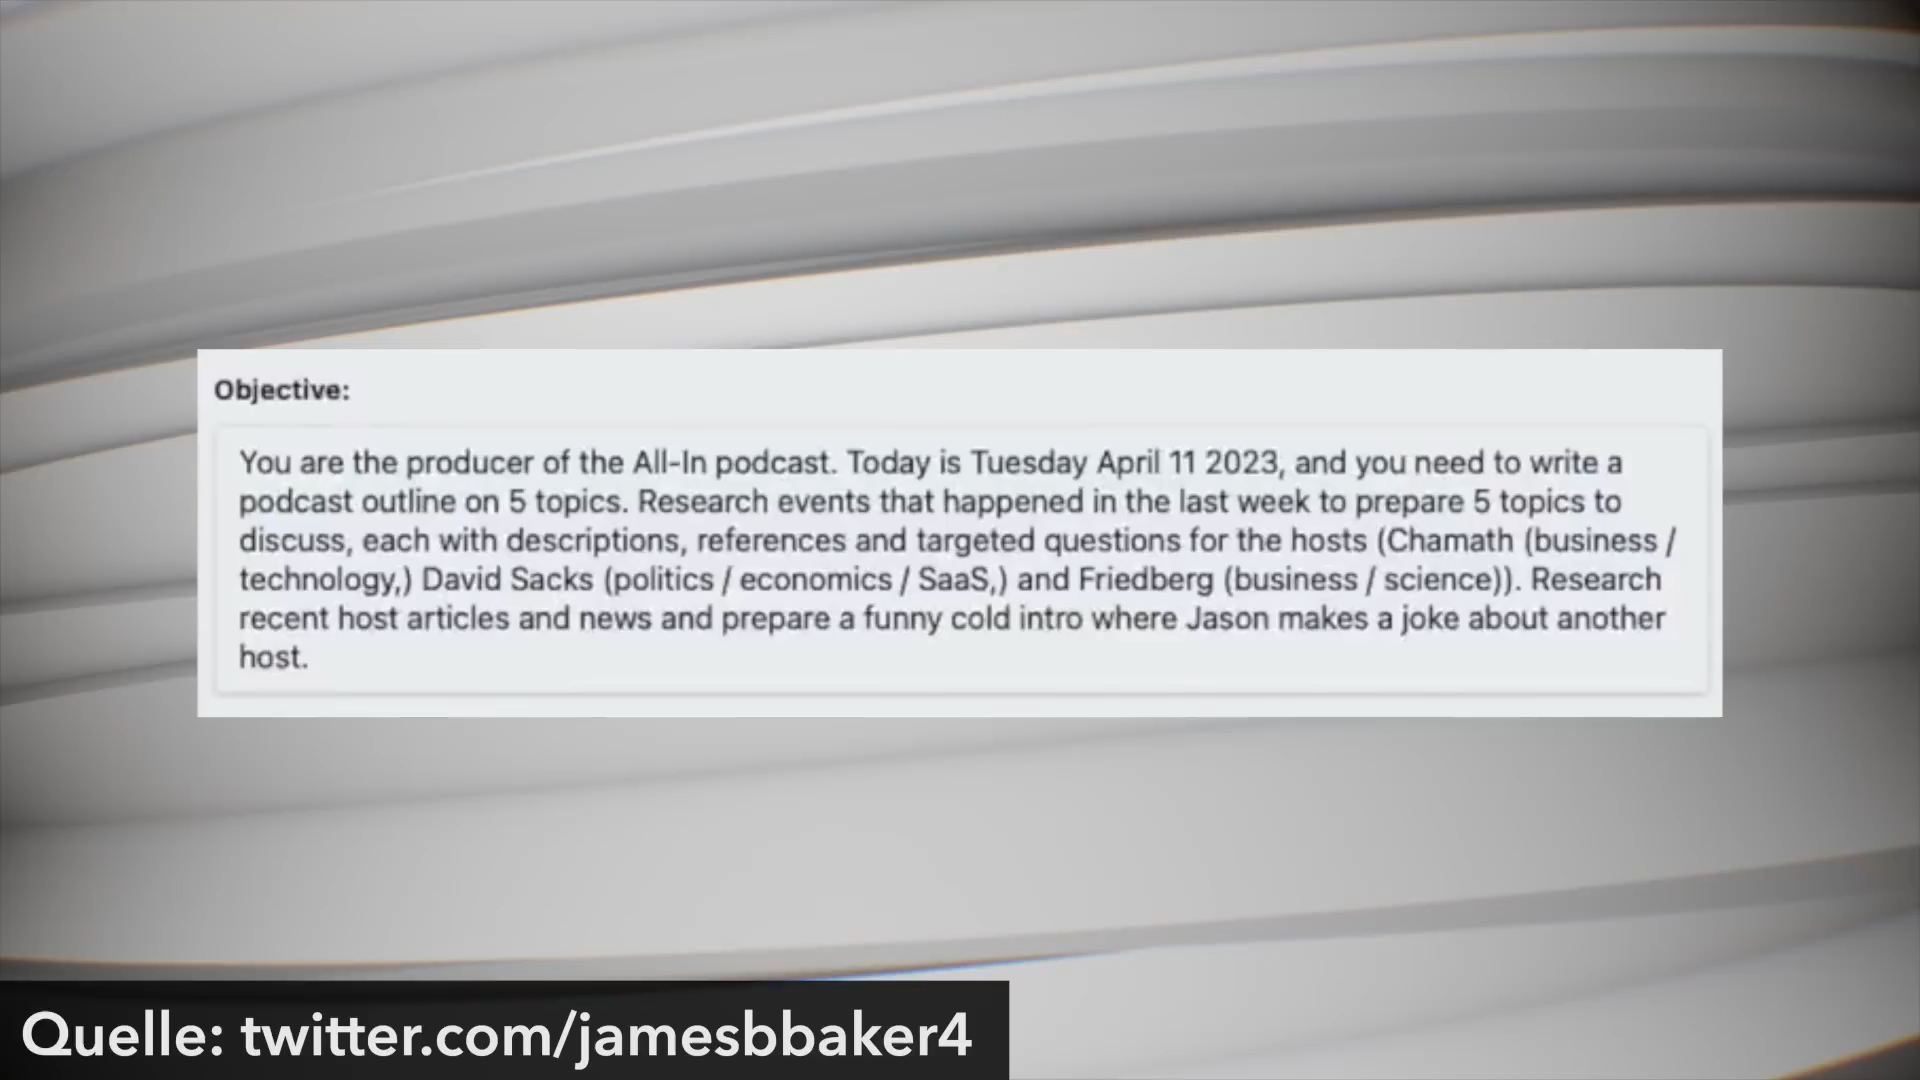 Objective:
You are the producer of the All-In podcast. Today is Tuesday April 11 2023, and you need to write a
podcast outline on 5 topics. Research events that happened in the last week to prepare 5 topics to
discuss, each with descriptions, references and targeted questions for the hosts (Chamath (business /
technology,) David Sacks (politics / economics / SaaS,) and Friedberg (business / science)). Research
recent host articles and news and prepare a funny cold intro where Jason makes a joke about another
host.
Quelle: twitter.com/jamesbbaker4